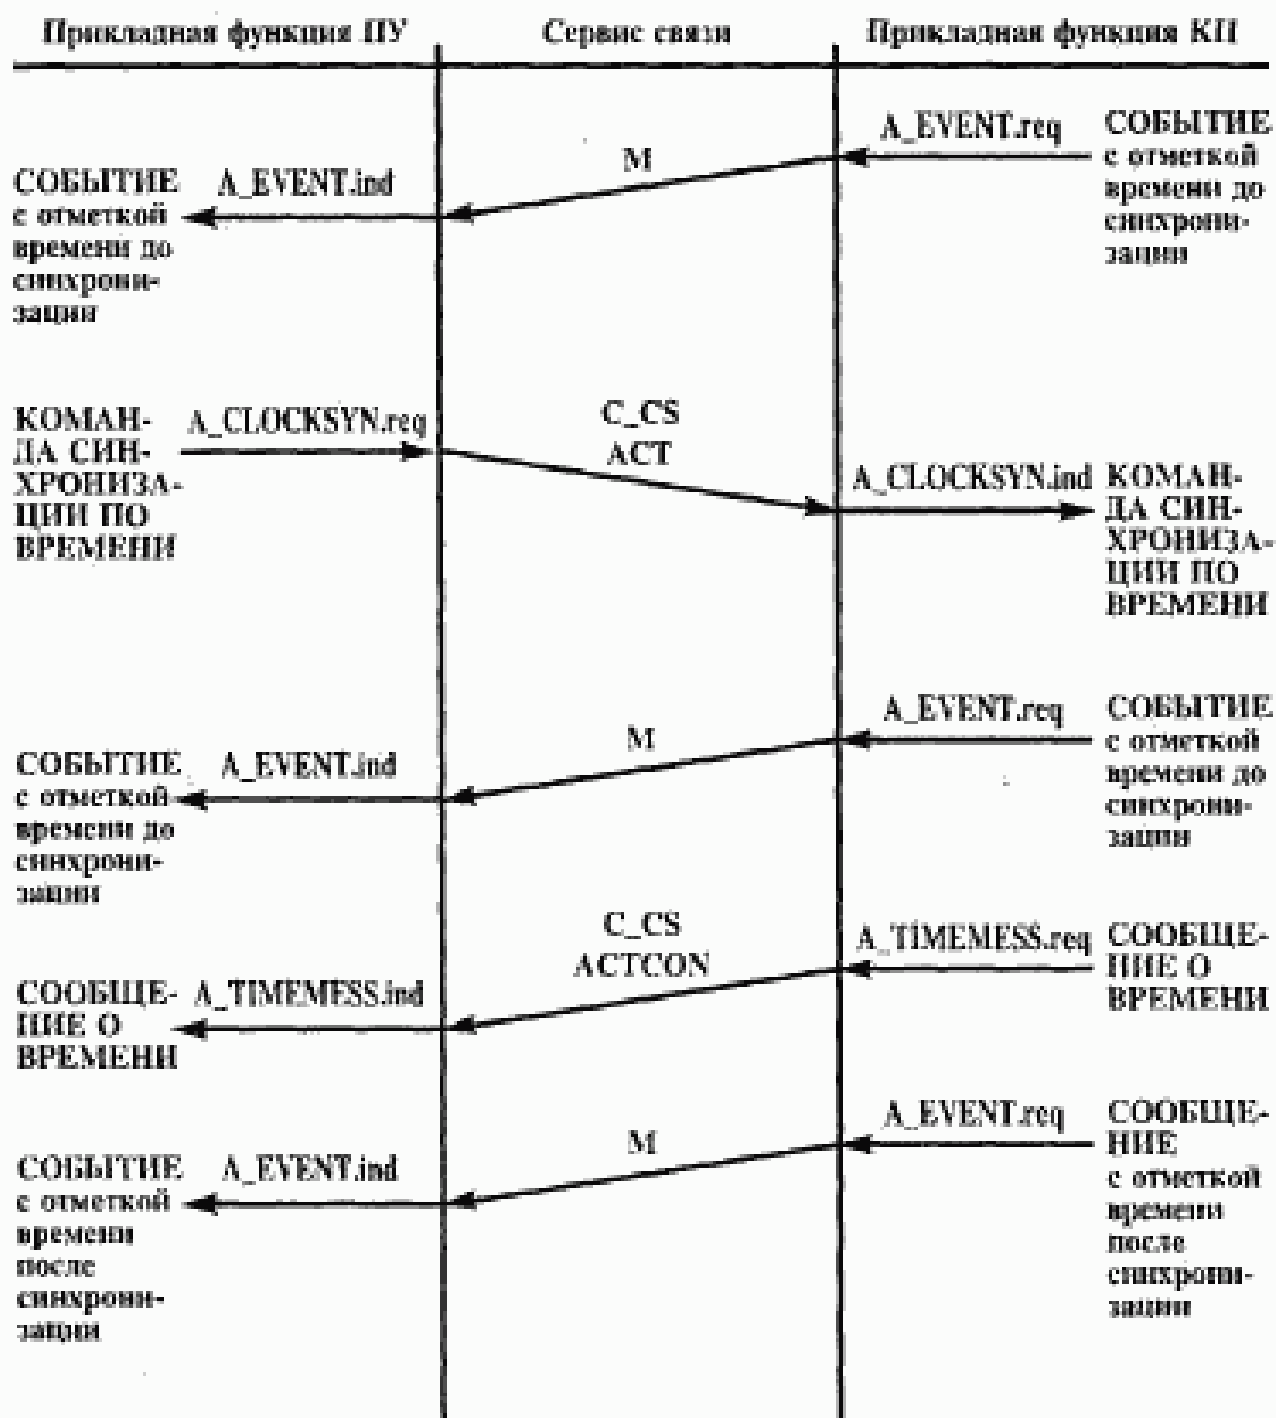 Прикладная функция ПУ
Сервис связи
Прикладная функция КП
A_EVENT.req
СОБЫТИЕ
с отметкой
времени до
синхрони-
зации
M
СОБЫТИЕ
с отметкой
времени до
синхрони-
зации
A_EVENT.ind
КОМАН-
ДА СИН-
ХРОНИЗА-
ЦИИ ПО
ВРЕМЕНИ
A_CLOCKSYN.req
C_CS
ACT
A_CLOCKSYN.ind
КОМАН-
ДА СИН-
ХРОНИЗА-
ЦИИ ПО
ВРЕМЕНИ
A_EVENT.req
СОБЫТИЕ
с отметкой
времени до
синхрони-
зации
M
СОБЫТИЕ
с отметкой
времени до
синхрони-
зации
A_EVENT.ind
C_CS
ACTCON
A_TIMEMESS.req
СООБЩЕ-
НИЕ О
ВРЕМЕНИ
СООБЩЕ-
НИЕ О
ВРЕМЕНИ
A_TIMEMESS.ind
A_EVENT.req
СООБЩЕ-
НИЕ
с отметкой
времени
после
синхрони-
зации
M
СОБЫТИЕ
с отметкой
времени
после
синхрони-
зации
A_EVENT.ind